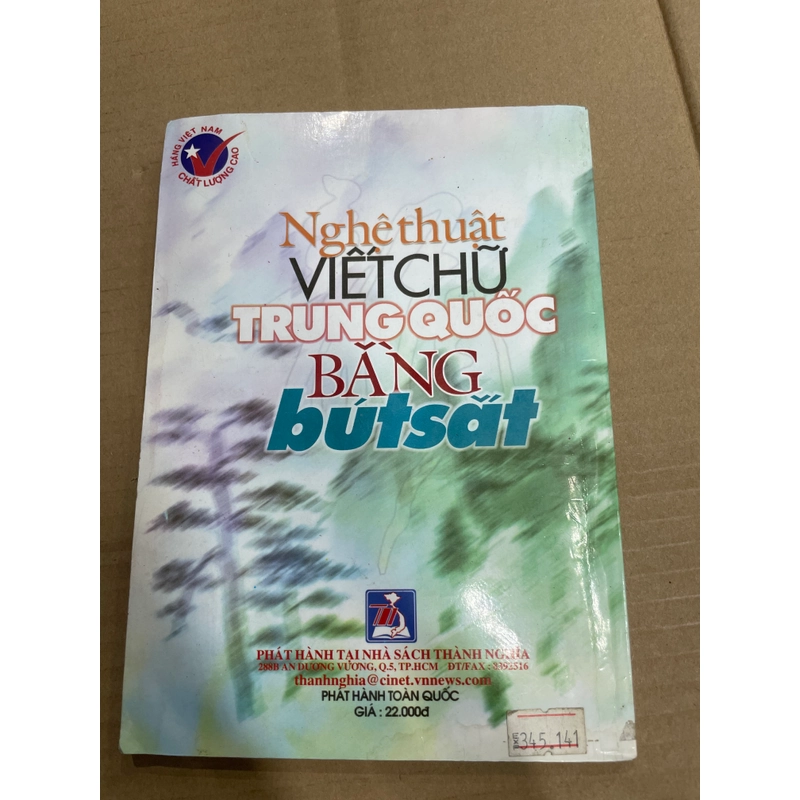 HÀNG VIỆT NAM
CHẤT LƯỢNG CAO
Nghệ thuật
VIẾT CHỮ
TRUNG QUỐC
BẰNG
bút sắt
PHÁT HÀNH TẠI NHÀ SÁCH THÀNH NGHĨA
288B AN DƯƠNG VƯƠNG, Q.5, TP.HCM ĐT/FAX : 8392516
thanhnghia@cinet.vnnews.com
PHÁT HÀNH TOÀN QUỐC
GIÁ : 22.000đ
345.141